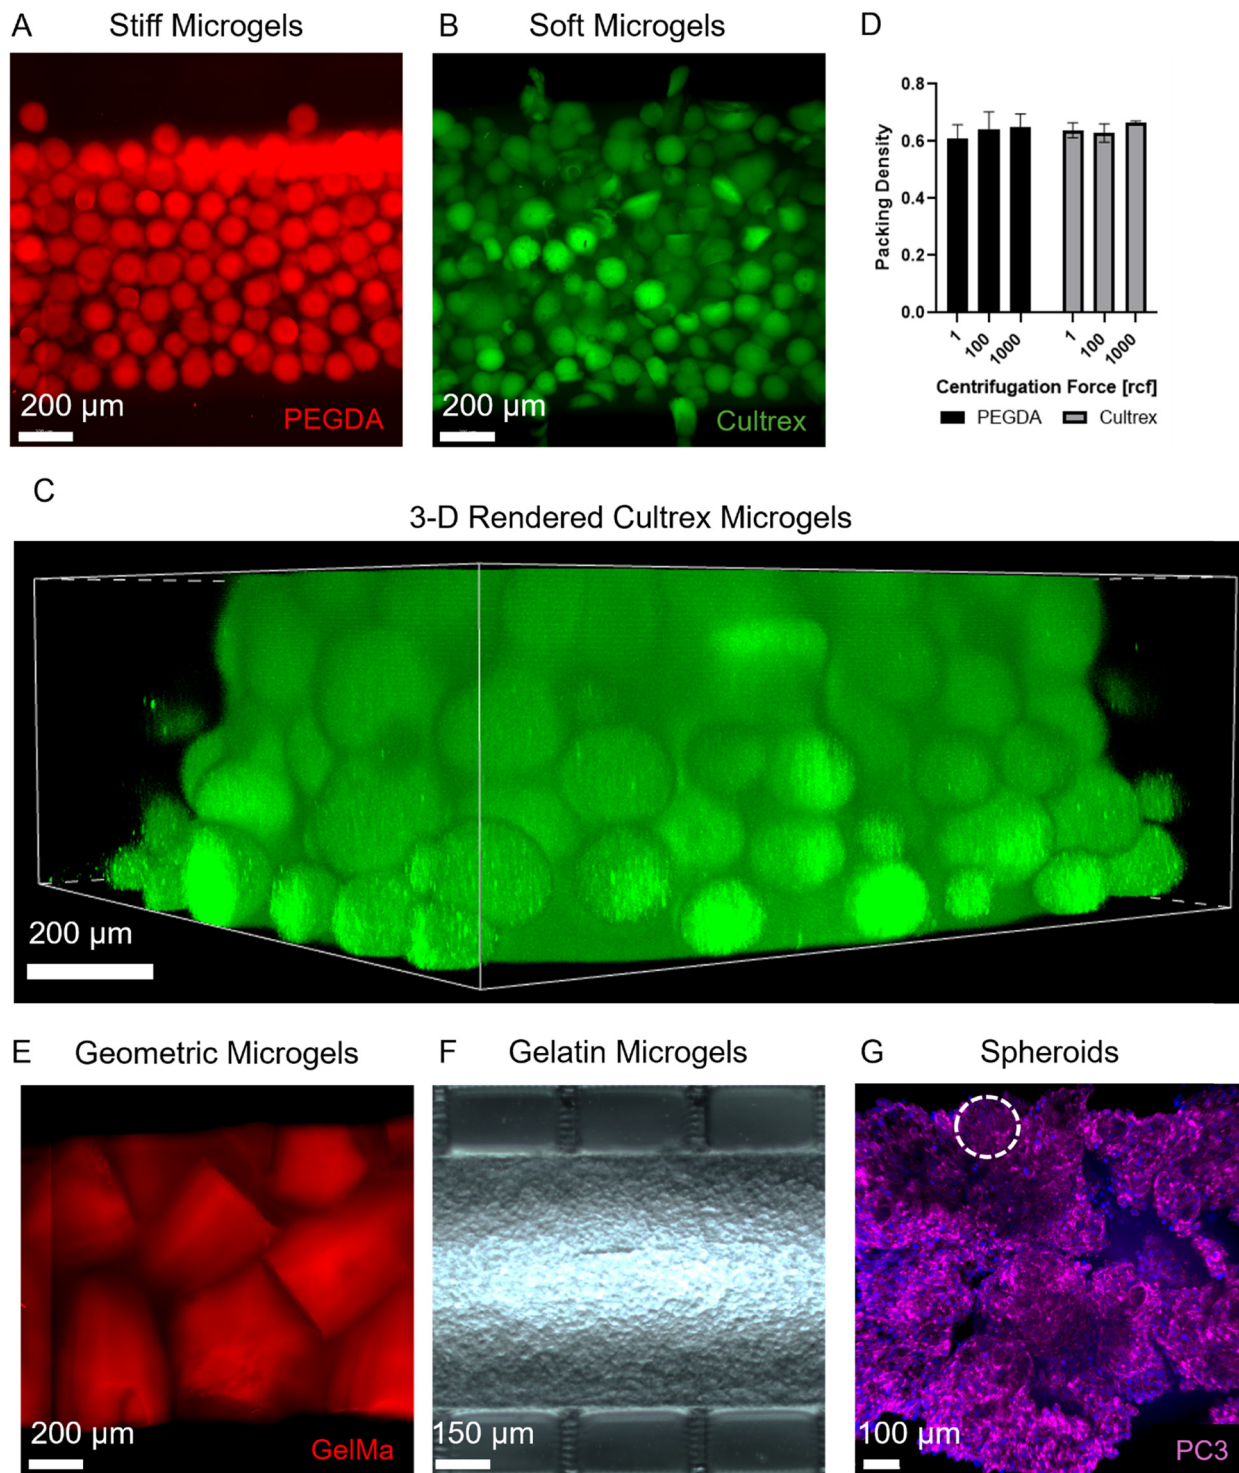 A Stiff Microgels
200 µm
PEGDA
B Soft Microgels
200 µm
Cultrex
D
Packing Density
0.8
0.6
0.4
0.2
0.0
1 100 1000 1 100 1000
Centrifugation Force [rcf]
PEGDA Cultrex
C
3-D Rendered Cultrex Microgels
200 µm
E Geometric Microgels
200 µm
GelMa
F Gelatin Microgels
150 µm
G Spheroids
100 µm
PC3